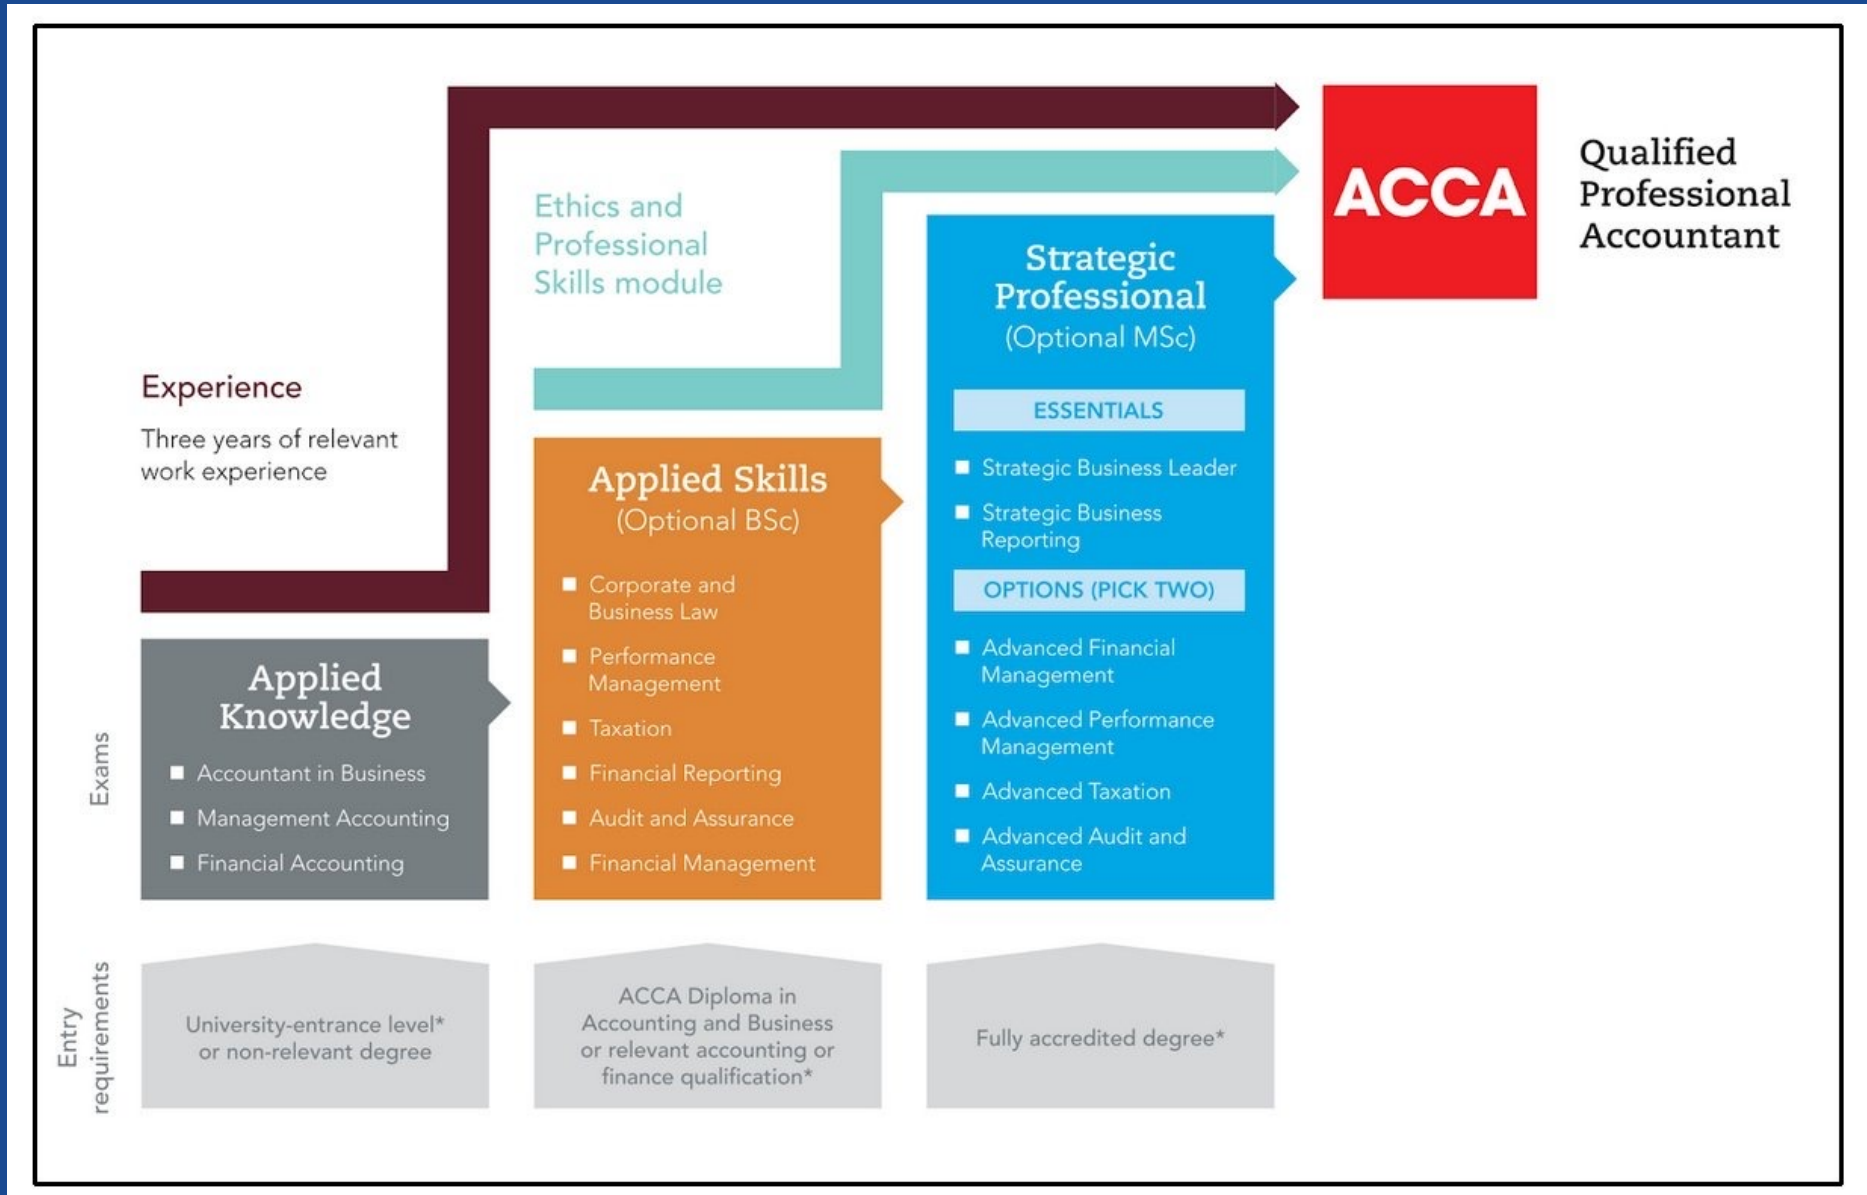 ACCA
Qualified
Professional
Accountant
Ethics and
Professional
Skills module
Experience
Three years of relevant
work experience
Exams
Applied
Knowledge
Accountant in Business
Management Accounting
Financial Accounting
Applied Skills
(Optional BSc)
Corporate and
Business Law
Performance
Management
Taxation
Financial Reporting
Audit and Assurance
Financial Management
Strategic
Professional
(Optional MSc)
ESSENTIALS
Strategic Business Leader
Strategic Business
Reporting
OPTIONS (PICK TWO)
Advanced Financial
Management
Advanced Performance
Management
Advanced Taxation
Advanced Audit and
Assurance
Entry
requirements
University-entrance level*
or non-relevant degree
ACCA Diploma in
Accounting and Business
or relevant accounting or
finance qualification*
Fully accredited degree*